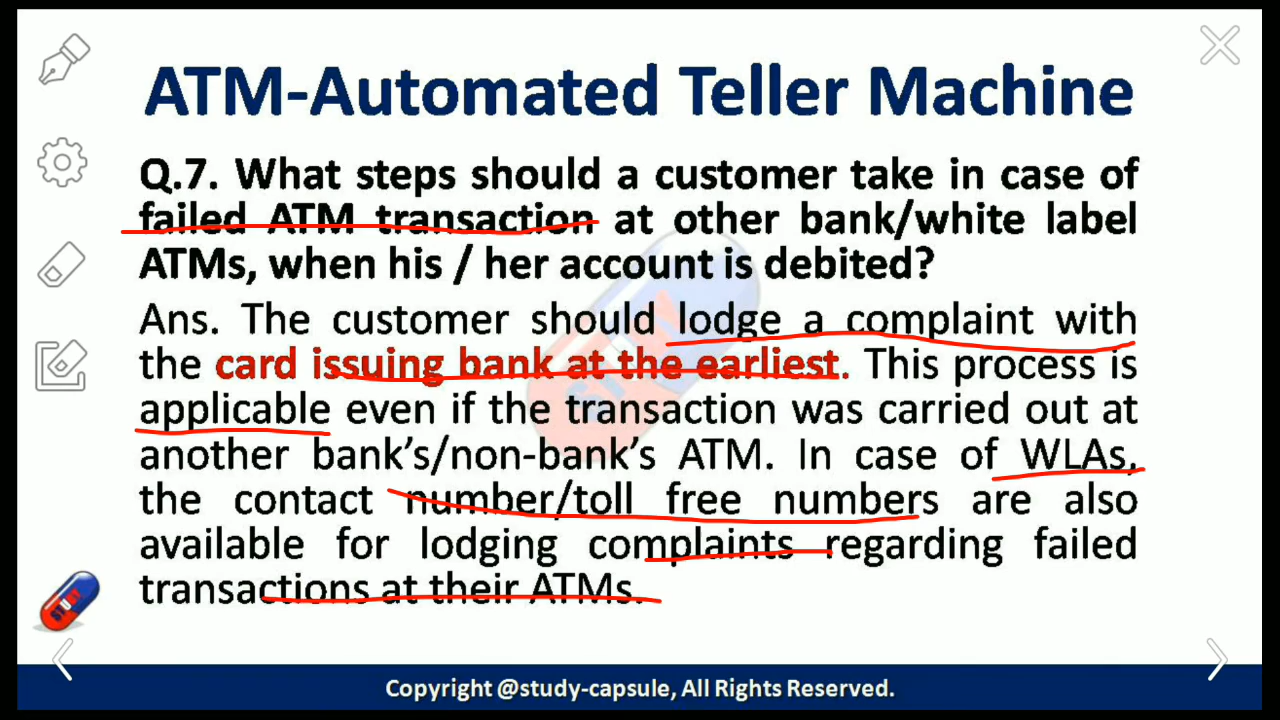 ATM-Automated Teller Machine
Q.7. What steps should a customer take in case of
failed ATM transaction at other bank/white label
ATMs, when his / her account is debited?
Ans. The customer should lodge a complaint with
the card issuing bank at the earliest. This process is
applicable even if the transaction was carried out at
another bank’s/non-bank’s ATM. In case of WLAs,
the contact number/toll free numbers are also
available for lodging complaints regarding failed
transactions at their ATMs.
STUDY
Copyright @study-capsule, All Rights Reserved.